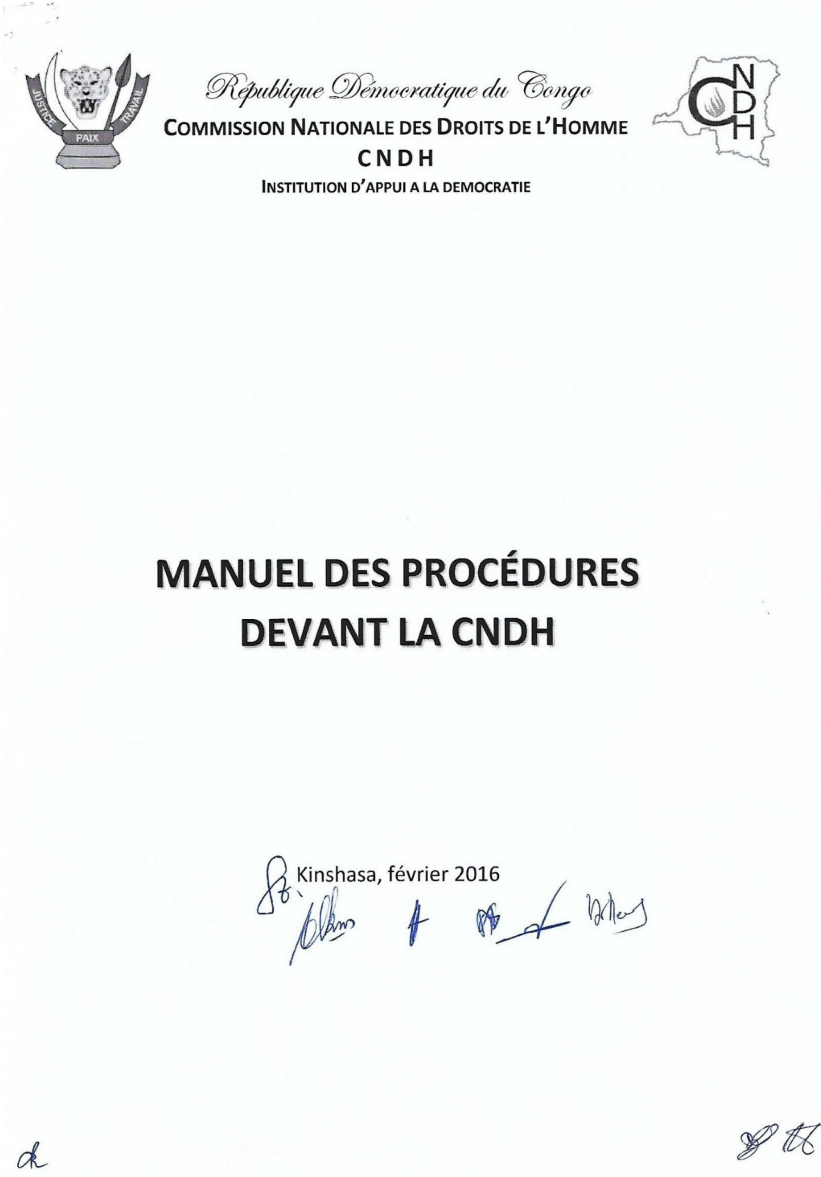 JUSTICE
PAIX
TRAVAIL
République Démocratique du Congo
COMMISSION NATIONALE DES DROITS DE L'HOMME
CNDH
INSTITUTION D'APPUI A LA DEMOCRATIE
CNDH
MANUEL DES PROCÉDURES
DEVANT LA CNDH
Kinshasa, février 2016